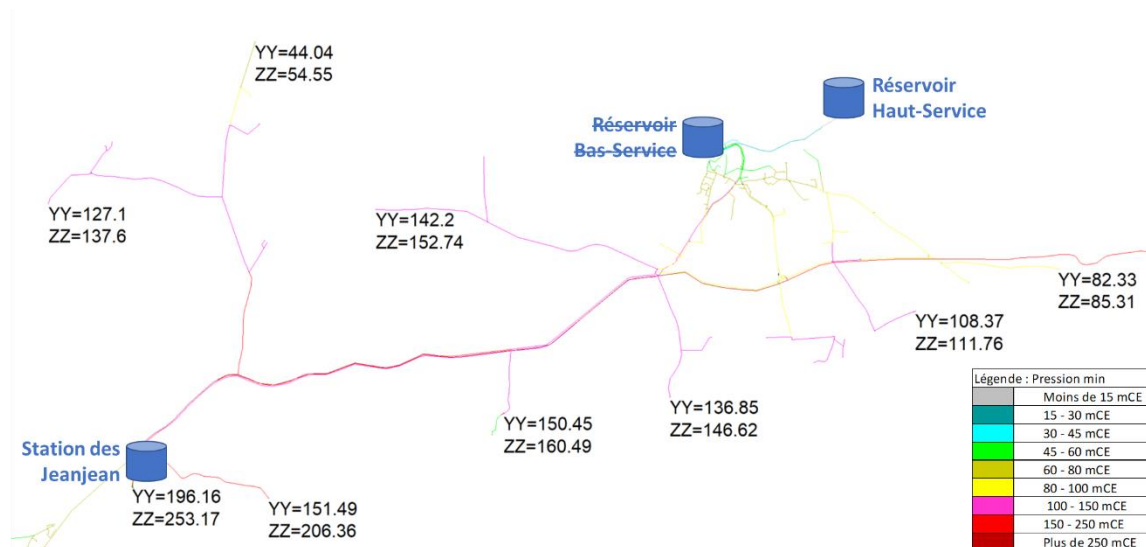 YY=44.04
ZZ=54.55
Réservoir
Haut-Service
Réservoir
Bas-Service
YY=127.1
ZZ=137.6
YY=142.2
ZZ=152.74
YY=82.33
ZZ=85.31
YY=108.37
ZZ=111.76
YY=136.85
ZZ=146.62
YY=150.45
ZZ=160.49
Station des
Jeanjean
YY=196.16
ZZ=253.17
YY=151.49
ZZ=206.36
Légende : Pression min
Moins de 15 mCE
15 - 30 mCE
30 - 45 mCE
45 - 60 mCE
60 - 80 mCE
80 - 100 mCE
100 - 150 mCE
150 - 250 mCE
Plus de 250 mCE